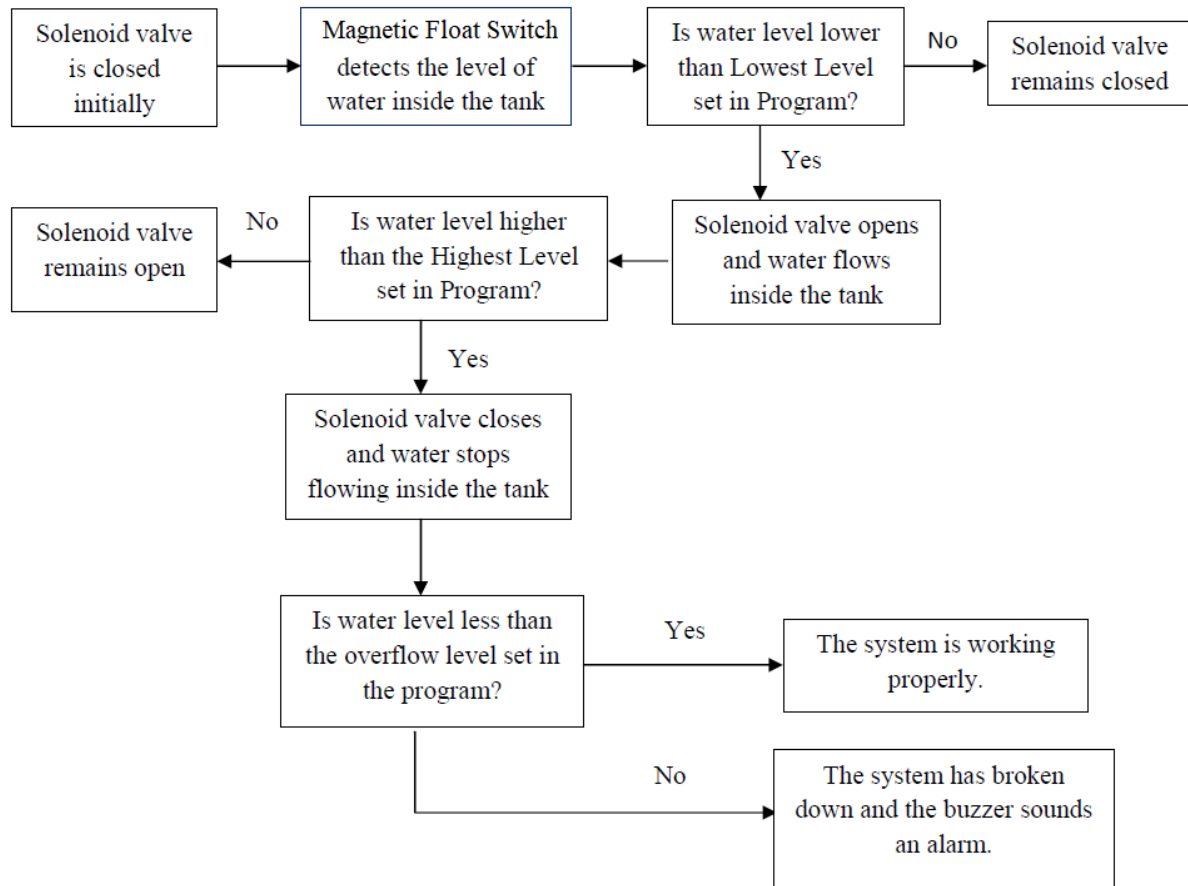 Solenoid valve
is closed
initially
Magnetic Float Switch
detects the level of
water inside the tank
Is water level lower
than Lowest Level
set in Program?
No
Solenoid valve
remains closed
Yes
Solenoid valve opens
and water flows
inside the tank
Is water level higher
than the Highest Level
set in Program?
No
Solenoid valve
remains open
Yes
Solenoid valve closes
and water stops
flowing inside the tank
Is water level less than
the overflow level set in
the program?
Yes
The system is working
properly.
No
The system has broken
down and the buzzer sounds
an alarm.